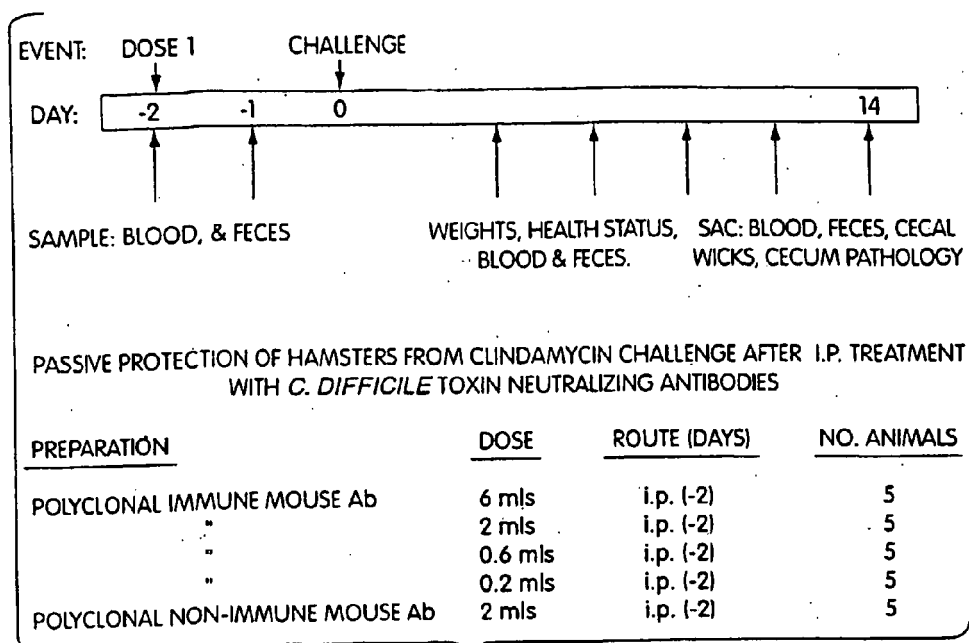 EVENT: DOSE 1 CHALLENGE
DAY: -2 -1 0 14
SAMPLE: BLOOD, & FECES
WEIGHTS, HEALTH STATUS,
BLOOD & FECES.
SAC: BLOOD, FECES, CECAL
WICKS, CECUM PATHOLOGY
PASSIVE PROTECTION OF HAMSTERS FROM CLINDAMYCIN CHALLENGE AFTER I.P. TREATMENT
WITH C. DIFFICILE TOXIN NEUTRALIZING ANTIBODIES
PREPARATION DOSE ROUTE (DAYS) NO. ANIMALS
POLYCLONAL IMMUNE MOUSE Ab 6 mls i.p. (-2) 5
" 2 mls i.p. (-2) 5
" 0.6 mls i.p. (-2) 5
" 0.2 mls i.p. (-2) 5
POLYCLONAL NON-IMMUNE MOUSE Ab 2 mls i.p. (-2) 5